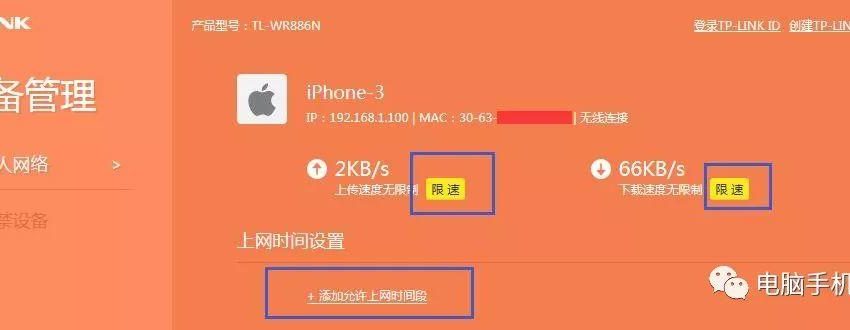 NK 产品型号：TL-WR886N 登录TP-LINK ID 创建TP-LIN
备管理
iPhone-3
IP：192.168.1.100 | MAC：30-63- | 无线连接
人网络 >
2KB/s 66KB/s
上传速度无限制 限 速 下载速度无限制 限 速
禁设备
上网时间设置
+ 添加允许上网时间段
电脑手机